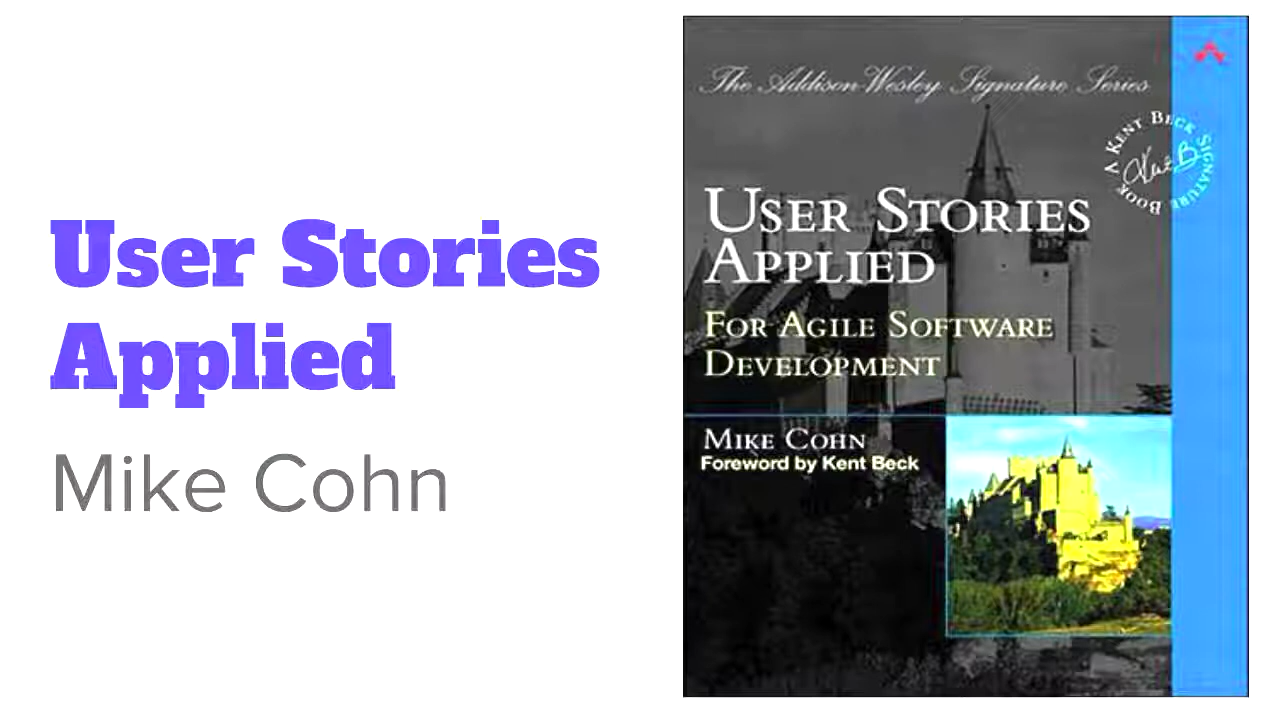 User Stories
Applied
Mike Cohn
The Addison-Wesley Signature Series
A KENT BECK SIGNATURE BOOK
USER STORIES
APPLIED
FOR AGILE SOFTWARE
DEVELOPMENT
MIKE COHN
Foreword by Kent Beck